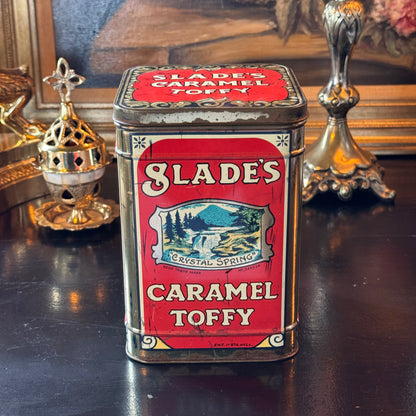 SLADE'S
CARAMEL
TOFFY
SLADE'S
CRYSTAL SPRING
CARAMEL
TOFFY